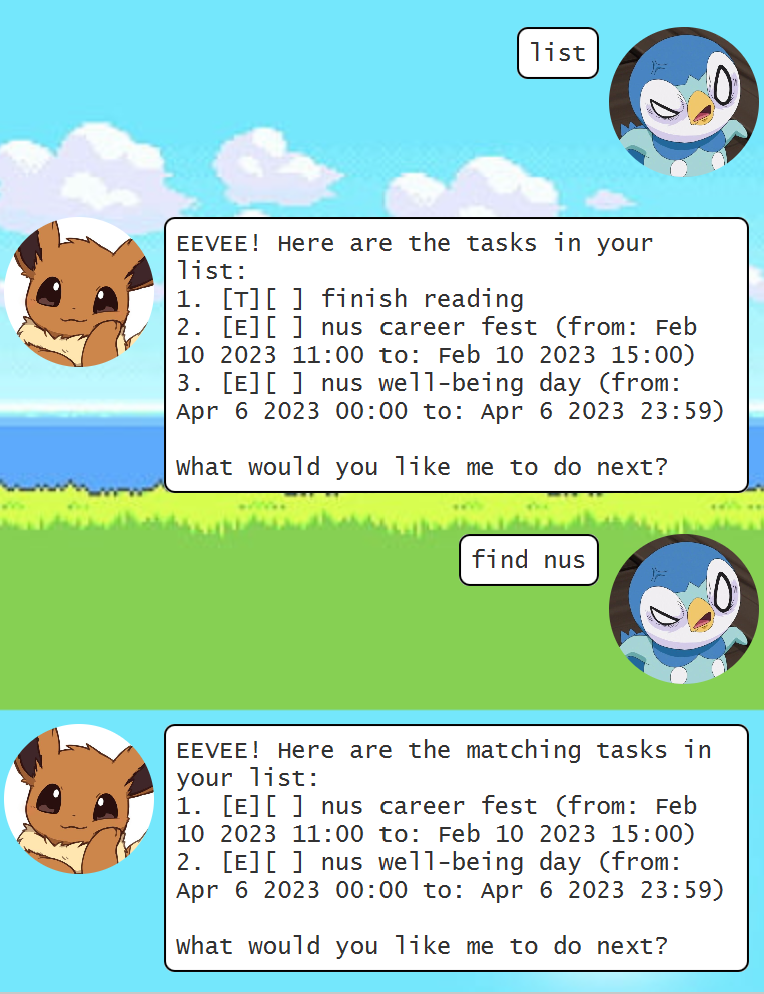 list
EEVEE! Here are the tasks in your
list:
1. [T][ ] finish reading
2. [E][ ] nus career fest (from: Feb
10 2023 11:00 to: Feb 10 2023 15:00)
3. [E][ ] nus well-being day (from:
Apr 6 2023 00:00 to: Apr 6 2023 23:59)
What would you like me to do next?
find nus
EEVEE! Here are the matching tasks in
your list:
1. [E][ ] nus career fest (from: Feb
10 2023 11:00 to: Feb 10 2023 15:00)
2. [E][ ] nus well-being day (from:
Apr 6 2023 00:00 to: Apr 6 2023 23:59)
What would you like me to do next?